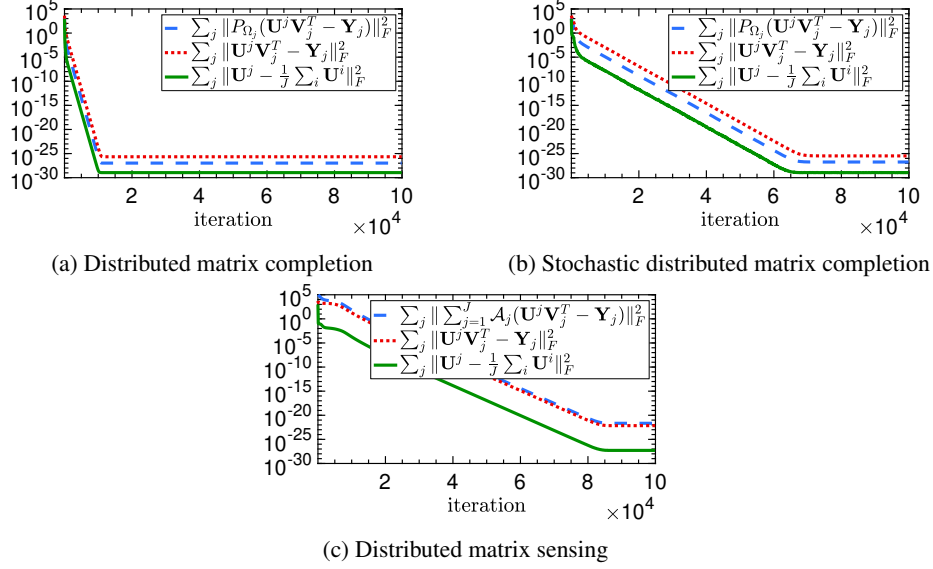 10^5
10^0
10^-5
10^-10
10^-15
10^-20
10^-25
10^-30
∑_j ‖P_{Ω_j}(U^j V_j^T − Y_j)‖_F^2
∑_j ‖U^j V_j^T − Y_j‖_F^2
∑_j ‖U^j − 1/J ∑_i U^i‖_F^2
2 4 6 8 10
iteration
×10^4
(a) Distributed matrix completion
10^5
10^0
10^-5
10^-10
10^-15
10^-20
10^-25
10^-30
∑_j ‖P_{Ω_j}(U^j V_j^T − Y_j)‖_F^2
∑_j ‖U^j V_j^T − Y_j‖_F^2
∑_j ‖U^j − 1/J ∑_i U^i‖_F^2
2 4 6 8 10
iteration
×10^4
(b) Stochastic distributed matrix completion
10^5
10^0
10^-5
10^-10
10^-15
10^-20
10^-25
10^-30
∑_j ‖∑_{j=1}^J A_j(U^j V_j^T − Y_j)‖_F^2
∑_j ‖U^j V_j^T − Y_j‖_F^2
∑_j ‖U^j − 1/J ∑_i U^i‖_F^2
2 4 6 8 10
iteration
×10^4
(c) Distributed matrix sensing